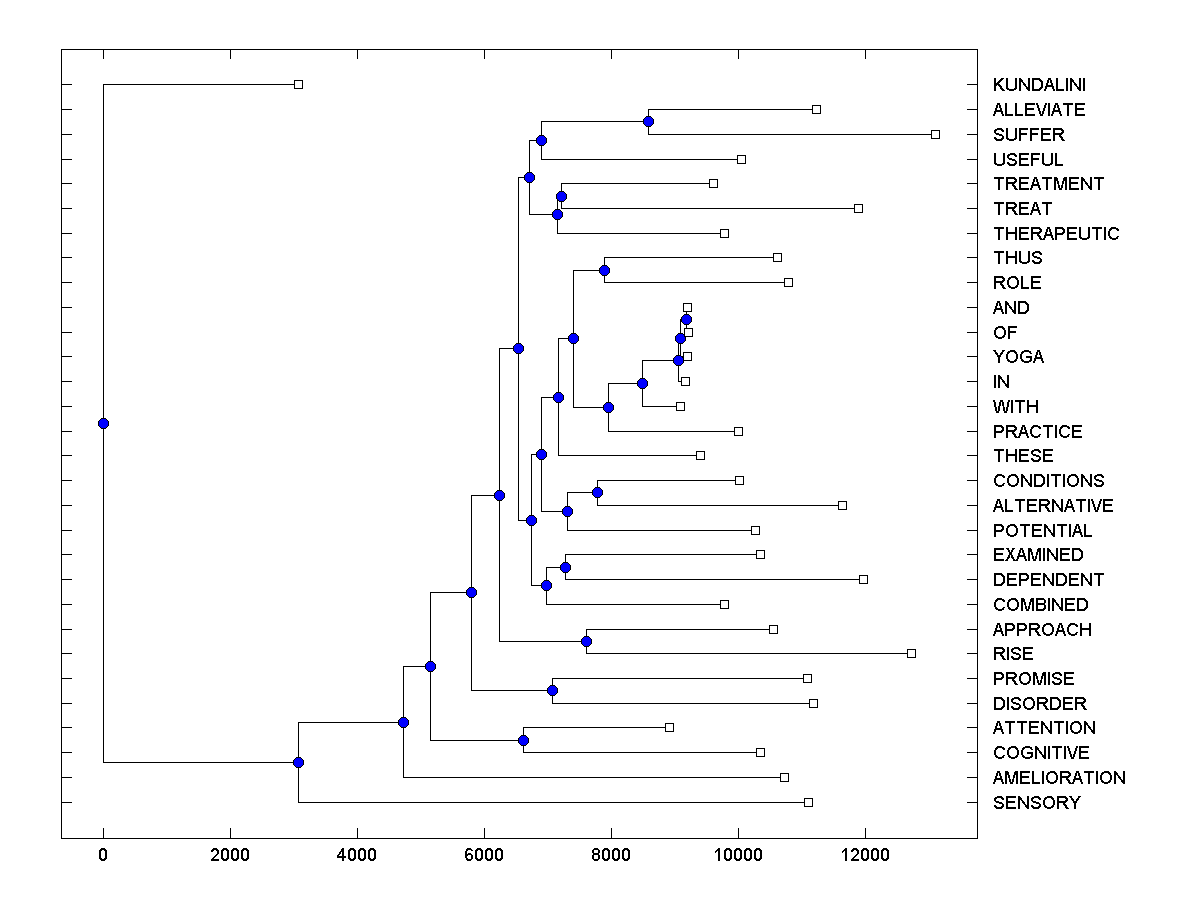 KUNDALINI
ALLEVIATE
SUFFER
USEFUL
TREATMENT
TREAT
THERAPEUTIC
THUS
ROLE
AND
OF
YOGA
IN
WITH
PRACTICE
THESE
CONDITIONS
ALTERNATIVE
POTENTIAL
EXAMINED
DEPENDENT
COMBINED
APPROACH
RISE
PROMISE
DISORDER
ATTENTION
COGNITIVE
AMELIORATION
SENSORY
0 2000 4000 6000 8000 10000 12000